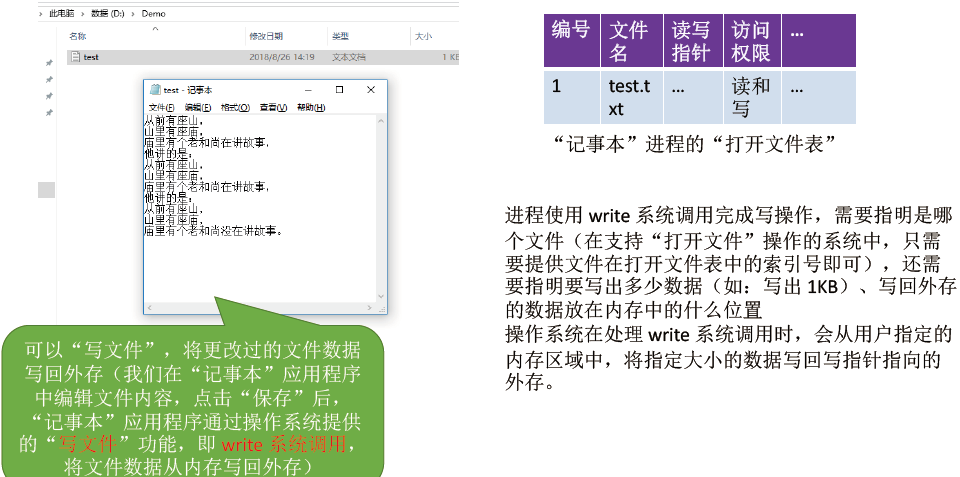 此电脑 › 数据 (D:) › Demo
名称 修改日期 类型 大小
test 2018/8/26 14:19 文本文档 1 KB
test - 记事本
文件(F) 编辑(E) 格式(O) 查看(V) 帮助(H)
从前有座山，
山里有座庙，
庙里有个老和尚在讲故事，
他讲的是：
从前有座山，
山里有座庙，
庙里有个老和尚在讲故事，
他讲的是：
从前有座山，
山里有座庙，
庙里有个老和尚没在讲故事。
可以“写文件”，将更改过的文件数据
写回外存（我们在“记事本”应用程序
中编辑文件内容，点击“保存”后，
“记事本”应用程序通过操作系统提供
的“写文件”功能，即 write 系统调用，
将文件数据从内存写回外存）
编号 文件名 读写指针 访问权限 ...
1 test.txt ... 读和写 ...
“记事本”进程的“打开文件表”
进程使用 write 系统调用完成写操作，需要指明是哪
个文件（在支持“打开文件”操作的系统中，只需
要提供文件在打开文件表中的索引号即可），还需
要指明要写出多少数据（如：写出 1KB）、写回外存
的数据放在内存中的什么位置
操作系统在处理 write 系统调用时，会从用户指定的
内存区域中，将指定大小的数据写回写指针指向的
外存。